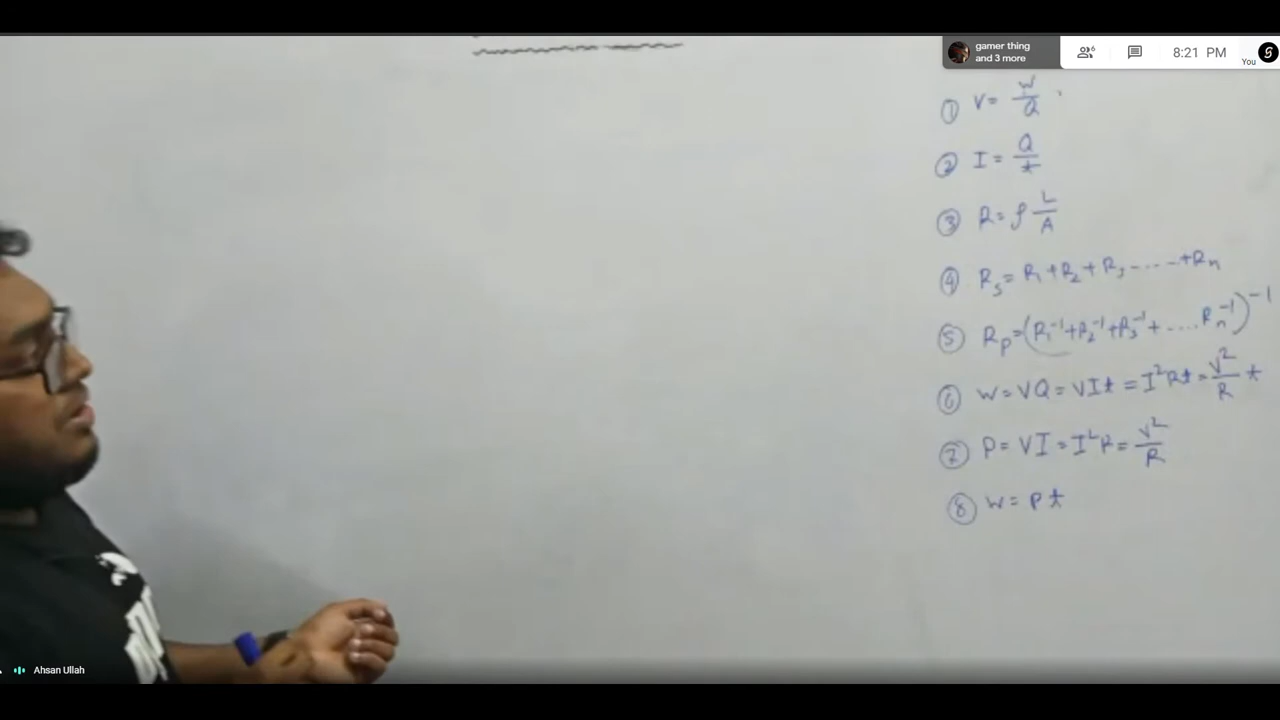 gamer thing
and 3 more
6
8:21 PM
You
① V = W/Q
② I = Q/t
③ R = ρ L/A
④ Rs = R1 + R2 + R3 ..... + Rn
⑤ Rp = (R1⁻¹ + R2⁻¹ + R3⁻¹ + .... Rn⁻¹)⁻¹
⑥ W = VQ = VIt = I²Rt = V²/R t
⑦ P = VI = I²R = V²/R
⑧ W = Pt
Ahsan Ullah